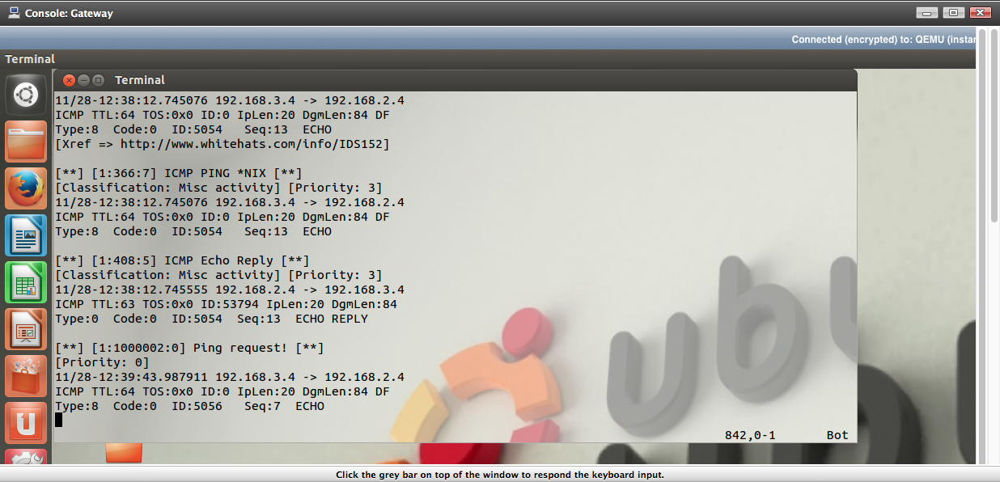 Console: Gateway
Connected (encrypted) to: QEMU (instar
Terminal
Terminal
11/28-12:38:12.745076 192.168.3.4 -> 192.168.2.4
ICMP TTL:64 TOS:0x0 ID:0 IpLen:20 DgmLen:84 DF
Type:8  Code:0  ID:5054   Seq:13  ECHO
[Xref => http://www.whitehats.com/info/IDS152]
[**] [1:366:7] ICMP PING *NIX [**]
[Classification: Misc activity] [Priority: 3]
11/28-12:38:12.745076 192.168.3.4 -> 192.168.2.4
ICMP TTL:64 TOS:0x0 ID:0 IpLen:20 DgmLen:84 DF
Type:8  Code:0  ID:5054   Seq:13  ECHO
[**] [1:408:5] ICMP Echo Reply [**]
[Classification: Misc activity] [Priority: 3]
11/28-12:38:12.745555 192.168.2.4 -> 192.168.3.4
ICMP TTL:63 TOS:0x0 ID:53794 IpLen:20 DgmLen:84
Type:0  Code:0  ID:5054  Seq:13  ECHO REPLY
[**] [1:1000002:0] Ping request! [**]
[Priority: 0]
11/28-12:39:43.987911 192.168.3.4 -> 192.168.2.4
ICMP TTL:64 TOS:0x0 ID:0 IpLen:20 DgmLen:84 DF
Type:8  Code:0  ID:5056   Seq:7  ECHO
842,0-1 Bot
ubu
Click the grey bar on top of the window to respond the keyboard input.